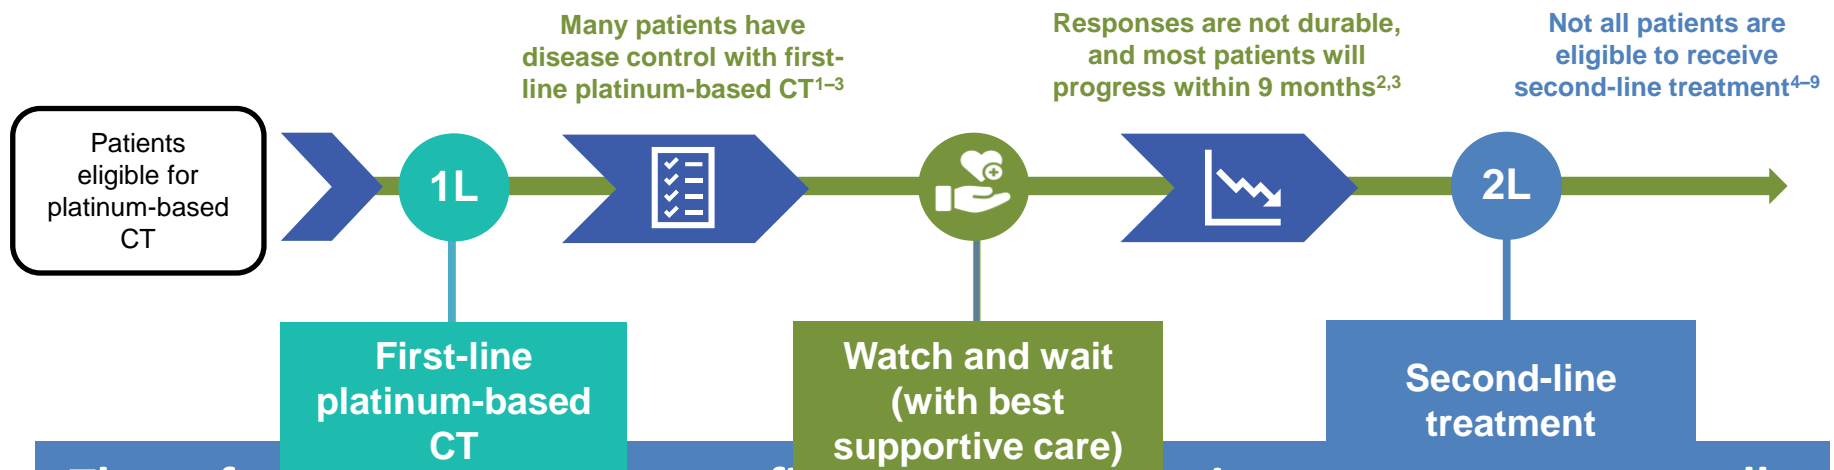 Many patients have
disease control with first-
line platinum-based CT¹⁻³
Responses are not durable,
and most patients will
progress within 9 months²,³
Not all patients are
eligible to receive
second-line treatment⁴⁻⁹
Patients
eligible for
platinum-based
CT
1L
2L
First-line
platinum-based
CT
Watch and wait
(with best
supportive care)
Second-line
treatment